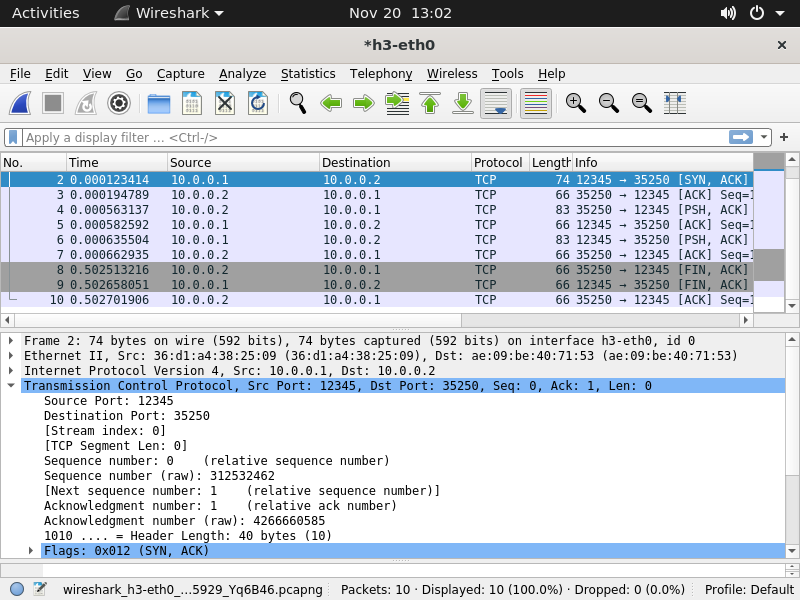 Activities Wireshark Nov 20 13:02
*h3-eth0
File Edit View Go Capture Analyze Statistics Telephony Wireless Tools Help
Apply a display filter ... <Ctrl-/>
No. Time Source Destination Protocol Length Info
2 0.000123414 10.0.0.1 10.0.0.2 TCP 74 12345 → 35250 [SYN, ACK]
3 0.000194789 10.0.0.2 10.0.0.1 TCP 66 35250 → 12345 [ACK] Seq=1
4 0.000563137 10.0.0.2 10.0.0.1 TCP 83 35250 → 12345 [PSH, ACK]
5 0.000582592 10.0.0.1 10.0.0.2 TCP 66 12345 → 35250 [ACK] Seq=1
6 0.000635504 10.0.0.1 10.0.0.2 TCP 83 12345 → 35250 [PSH, ACK]
7 0.000662935 10.0.0.2 10.0.0.1 TCP 66 35250 → 12345 [ACK] Seq=1
8 0.502513216 10.0.0.2 10.0.0.1 TCP 66 35250 → 12345 [FIN, ACK]
9 0.502658051 10.0.0.1 10.0.0.2 TCP 66 12345 → 35250 [FIN, ACK]
10 0.502701906 10.0.0.2 10.0.0.1 TCP 66 35250 → 12345 [ACK] Seq=1
Frame 2: 74 bytes on wire (592 bits), 74 bytes captured (592 bits) on interface h3-eth0, id 0
Ethernet II, Src: 36:d1:a4:38:25:09 (36:d1:a4:38:25:09), Dst: ae:09:be:40:71:53 (ae:09:be:40:71:53)
Internet Protocol Version 4, Src: 10.0.0.1, Dst: 10.0.0.2
Transmission Control Protocol, Src Port: 12345, Dst Port: 35250, Seq: 0, Ack: 1, Len: 0
Source Port: 12345
Destination Port: 35250
[Stream index: 0]
[TCP Segment Len: 0]
Sequence number: 0 (relative sequence number)
Sequence number (raw): 312532462
[Next sequence number: 1 (relative sequence number)]
Acknowledgment number: 1 (relative ack number)
Acknowledgment number (raw): 4266660585
1010 .... = Header Length: 40 bytes (10)
Flags: 0x012 (SYN, ACK)
wireshark_h3-eth0_...5929_Yq6B46.pcapng Packets: 10 · Displayed: 10 (100.0%) · Dropped: 0 (0.0%) Profile: Default